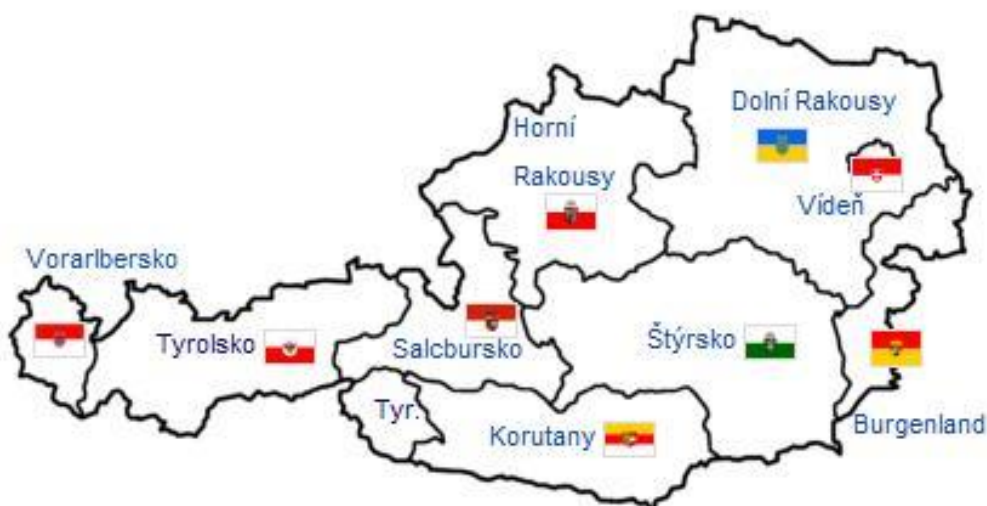 Dolní Rakousy
Horní
Rakousy
Vídeň
Vorarlbersko
Tyrolsko
Salcbursko
Štýrsko
Tyr.
Korutany
Burgenland